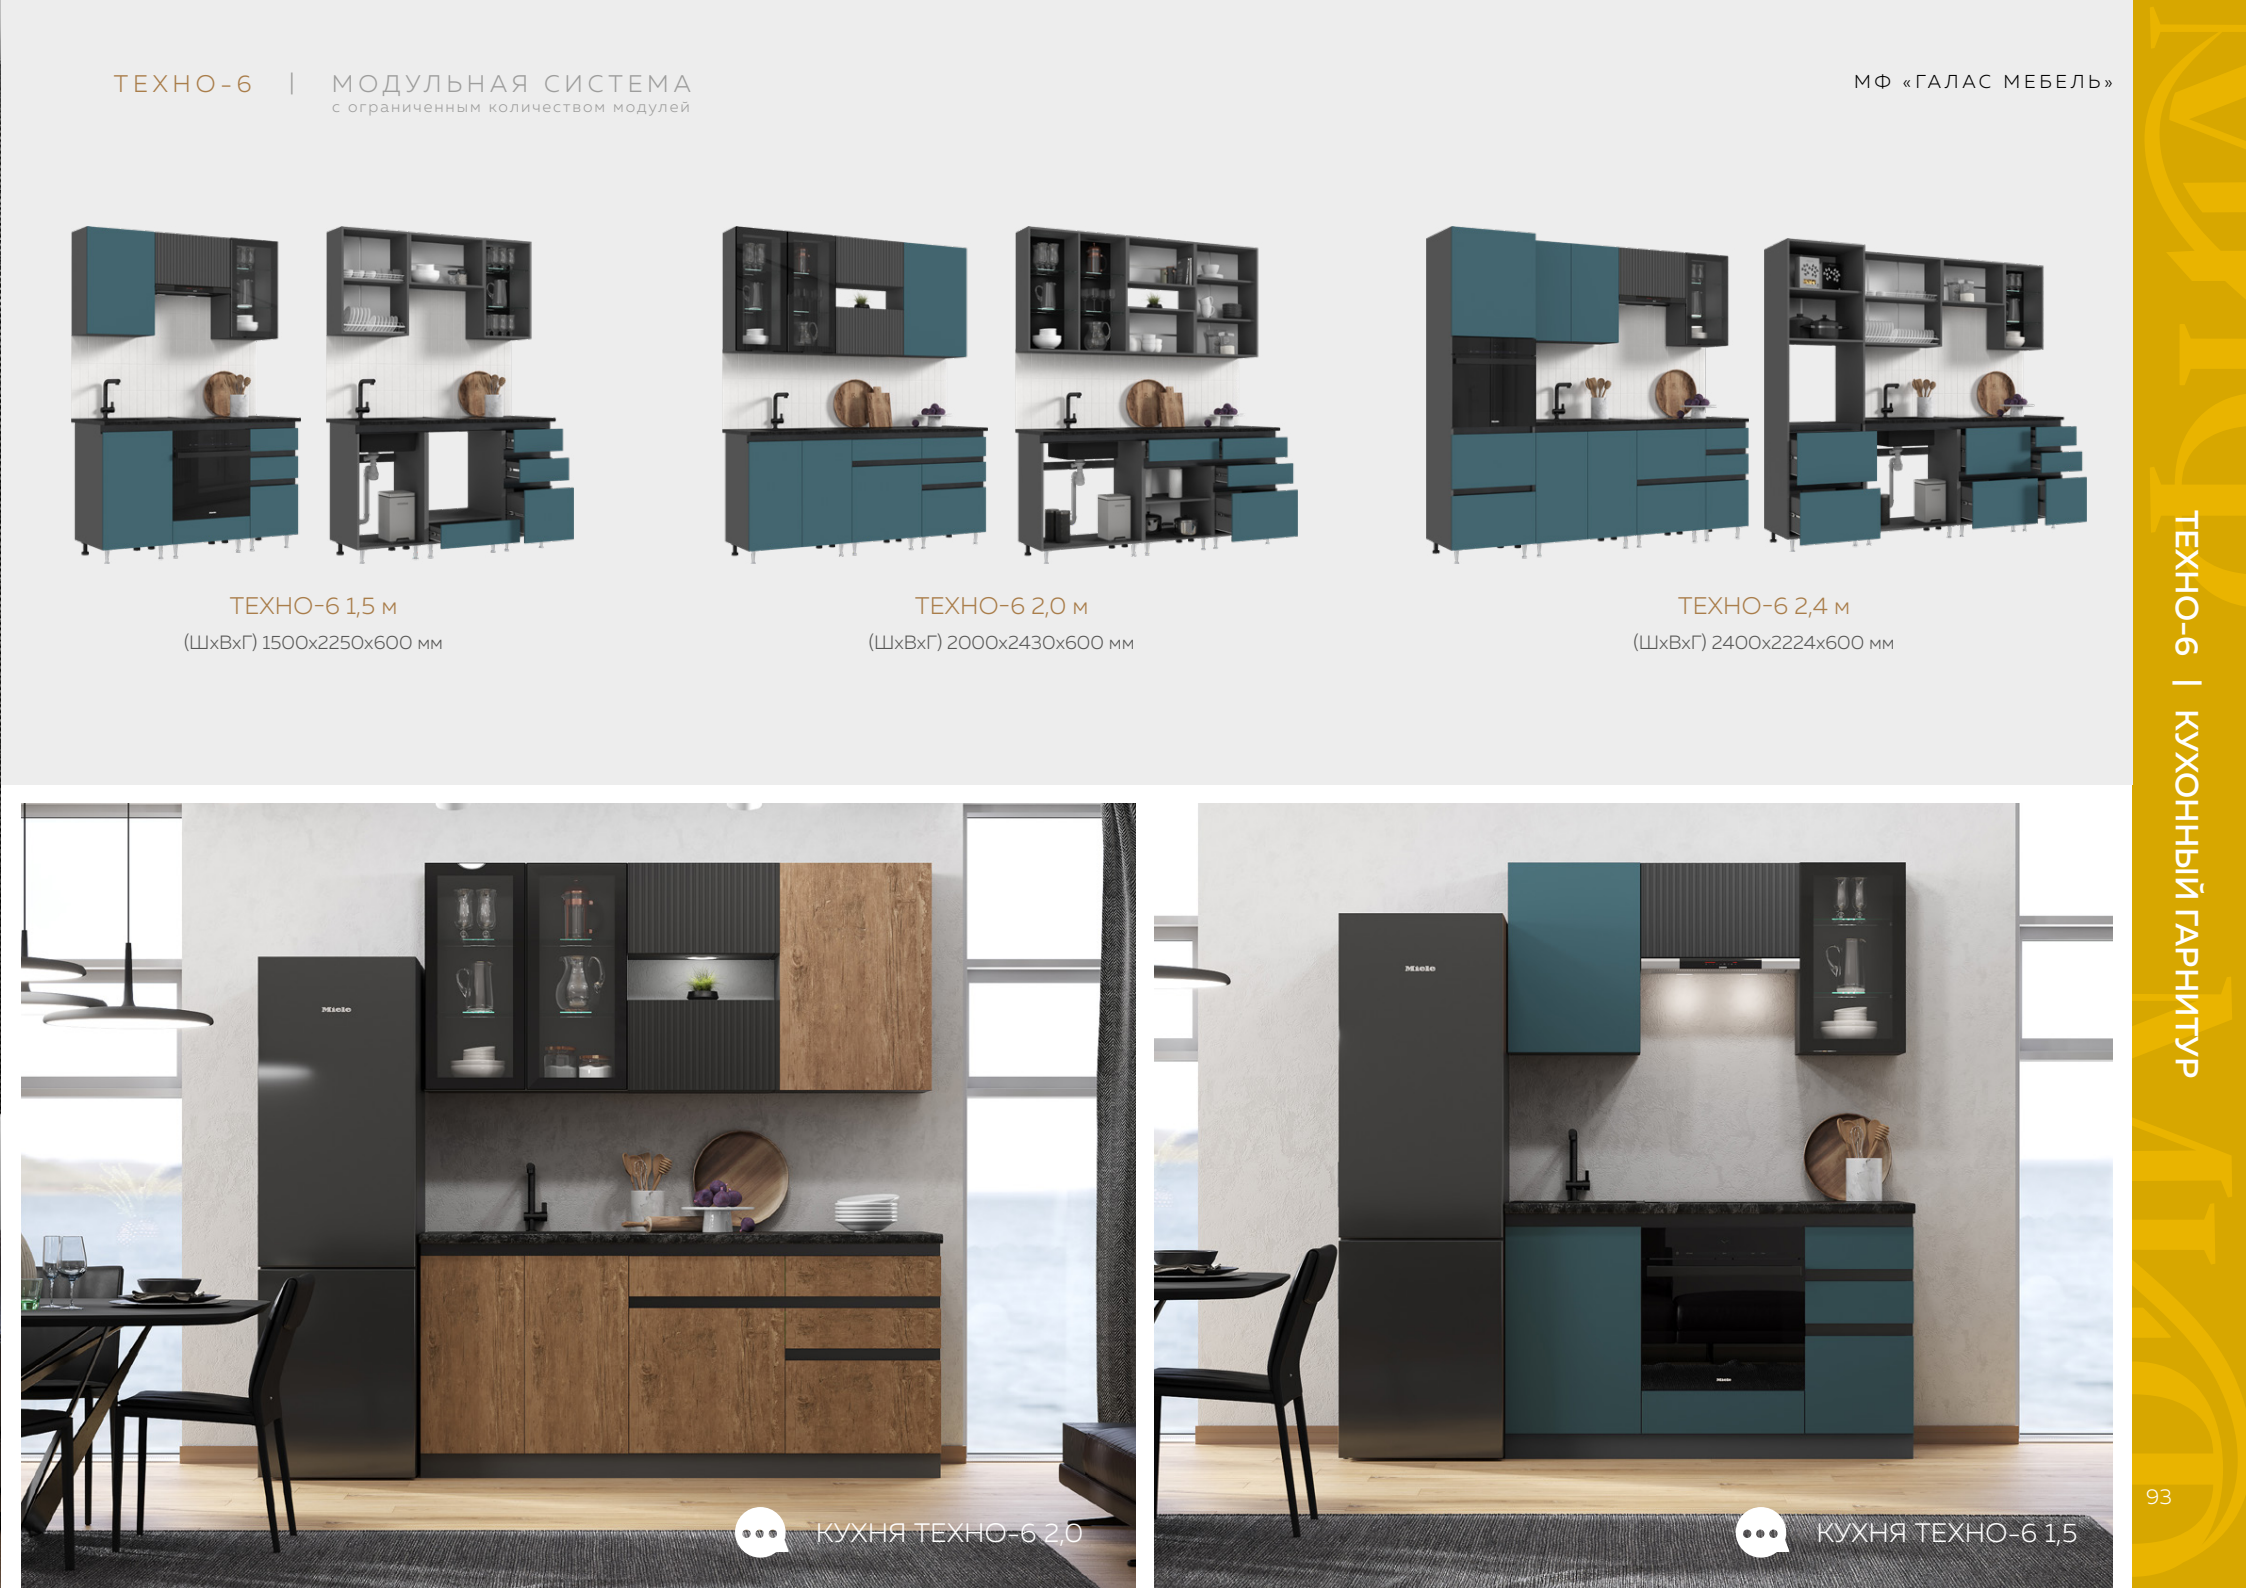 ТЕХНО-6 | МОДУЛЬНАЯ СИСТЕМА
с ограниченным количеством модулей
МФ «ГАЛАС МЕБЕЛЬ»
ТЕХНО-6 1,5 м
(ШхВхГ) 1500х2250х600 мм
ТЕХНО-6 2,0 м
(ШхВхГ) 2000х2430х600 мм
ТЕХНО-6 2,4 м
(ШхВхГ) 2400х2224х600 мм
ТЕХНО-6 | КУХОННЫЙ ГАРНИТУР
Miele
КУХНЯ ТЕХНО-6 2,0
Miele
Miele
КУХНЯ ТЕХНО-6 1,5
93